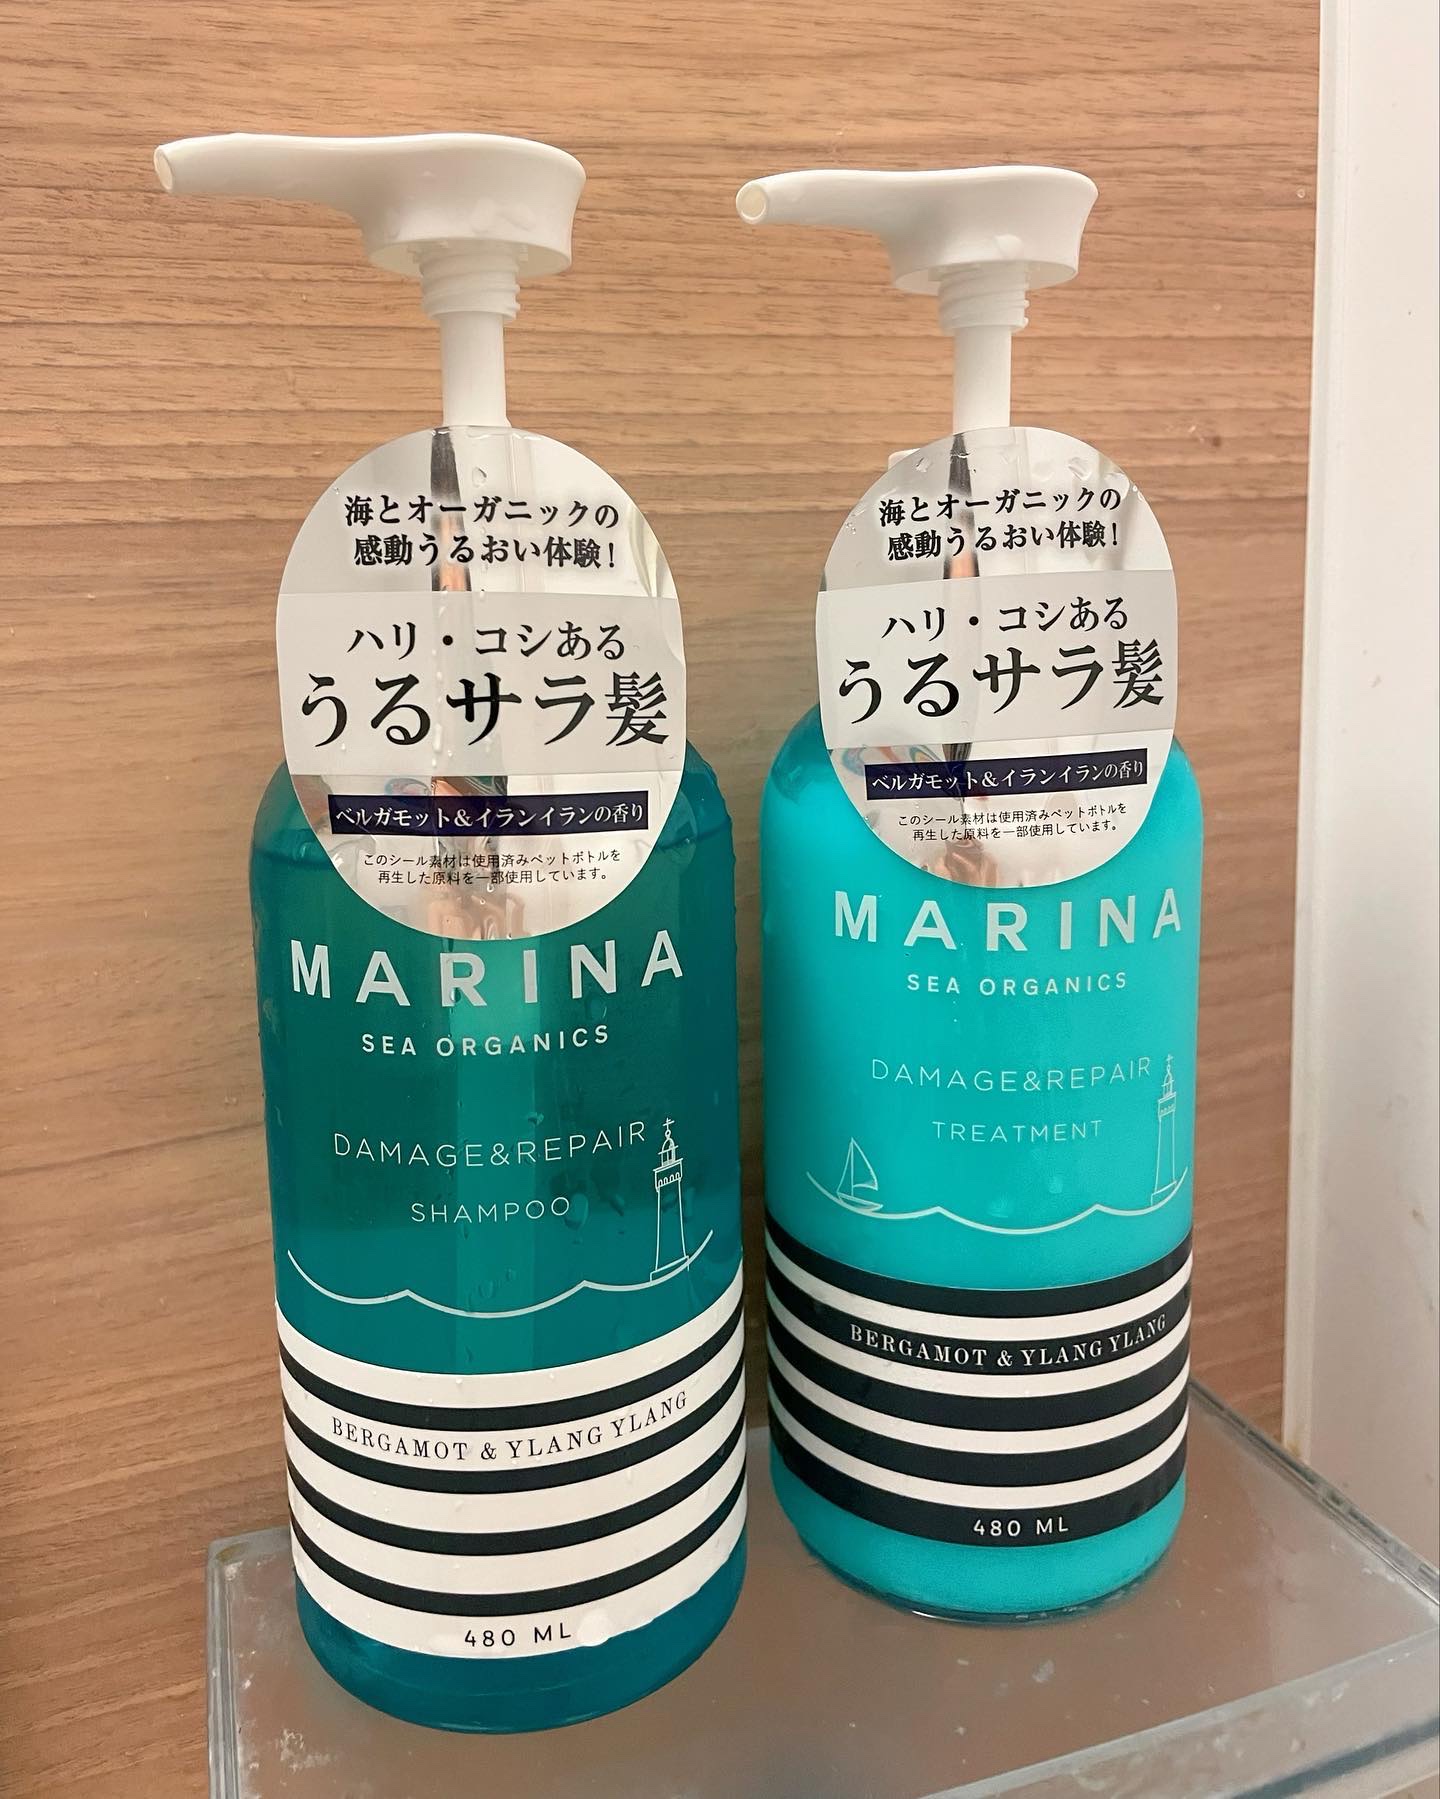 海とオーガニックの
感動うるおい体験!
ハリ・コシある
うるサラ髪
ベルガモット&イランイランの香り
このシール素材は使用済みペットボトルを
再生した原料を一部使用しています。
MARINA
SEA ORGANICS
DAMAGE&REPAIR
SHAMPOO
BERGAMOT & YLANG YLANG
480 ML
海とオーガニックの
感動うるおい体験!
ハリ・コシある
うるサラ髪
ベルガモット&イランイランの香り
このシール素材は使用済みペットボトルを
再生した原料を一部使用しています。
MARINA
SEA ORGANICS
DAMAGE&REPAIR
TREATMENT
BERGAMOT & YLANG YLANG
480 ML